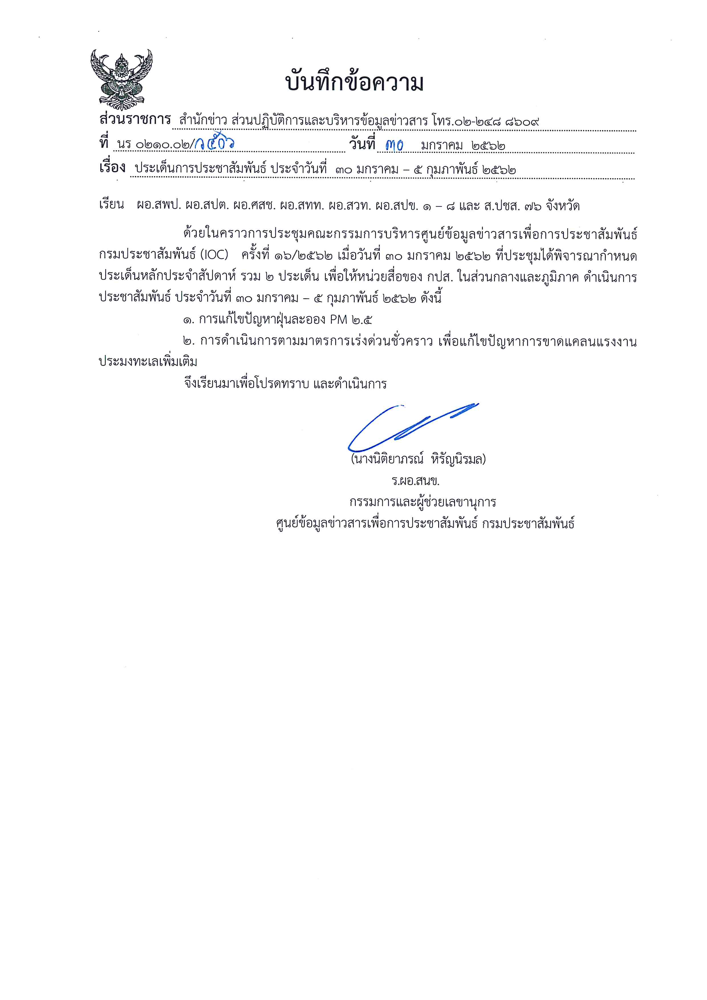 บันทึกข้อความ
ส่วนราชการ สำนักข่าว ส่วนปฏิบัติการและบริหารข้อมูลข่าวสาร โทร.๐๒-๒๔๘ ๘๖๐๙
ที่ นร ๐๒๑๐.๐๒/ วันที่ ๓๐ มกราคม ๒๕๖๒
เรื่อง ประเด็นการประชาสัมพันธ์ ประจำวันที่ ๓๐ มกราคม – ๕ กุมภาพันธ์ ๒๕๖๒
เรียน ผอ.สพป. ผอ.สปต. ผอ.ศสช. ผอ.สทท. ผอ.สวท. ผอ.สปข. ๑ – ๘ และ ส.ปชส. ๗๖ จังหวัด
ด้วยในคราวการประชุมคณะกรรมการบริหารศูนย์ข้อมูลข่าวสารเพื่อการประชาสัมพันธ์
กรมประชาสัมพันธ์ (IOC) ครั้งที่ ๑๖/๒๕๖๒ เมื่อวันที่ ๓๐ มกราคม ๒๕๖๒ ที่ประชุมได้พิจารณากำหนด
ประเด็นหลักประจำสัปดาห์ รวม ๒ ประเด็น เพื่อให้หน่วยสื่อของ กปส. ในส่วนกลางและภูมิภาค ดำเนินการ
ประชาสัมพันธ์ ประจำวันที่ ๓๐ มกราคม – ๕ กุมภาพันธ์ ๒๕๖๒ ดังนี้
๑. การแก้ไขปัญหาฝุ่นละออง PM ๒.๕
๒. การดำเนินการตามมาตรการเร่งด่วนชั่วคราว เพื่อแก้ไขปัญหาการขาดแคลนแรงงาน
ประมงทะเลเพิ่มเติม
จึงเรียนมาเพื่อโปรดทราบ และดำเนินการ
(นางนิติยาภรณ์ หิรัญนิรมล)
ร.ผอ.สนข.
กรรมการและผู้ช่วยเลขานุการ
ศูนย์ข้อมูลข่าวสารเพื่อการประชาสัมพันธ์ กรมประชาสัมพันธ์